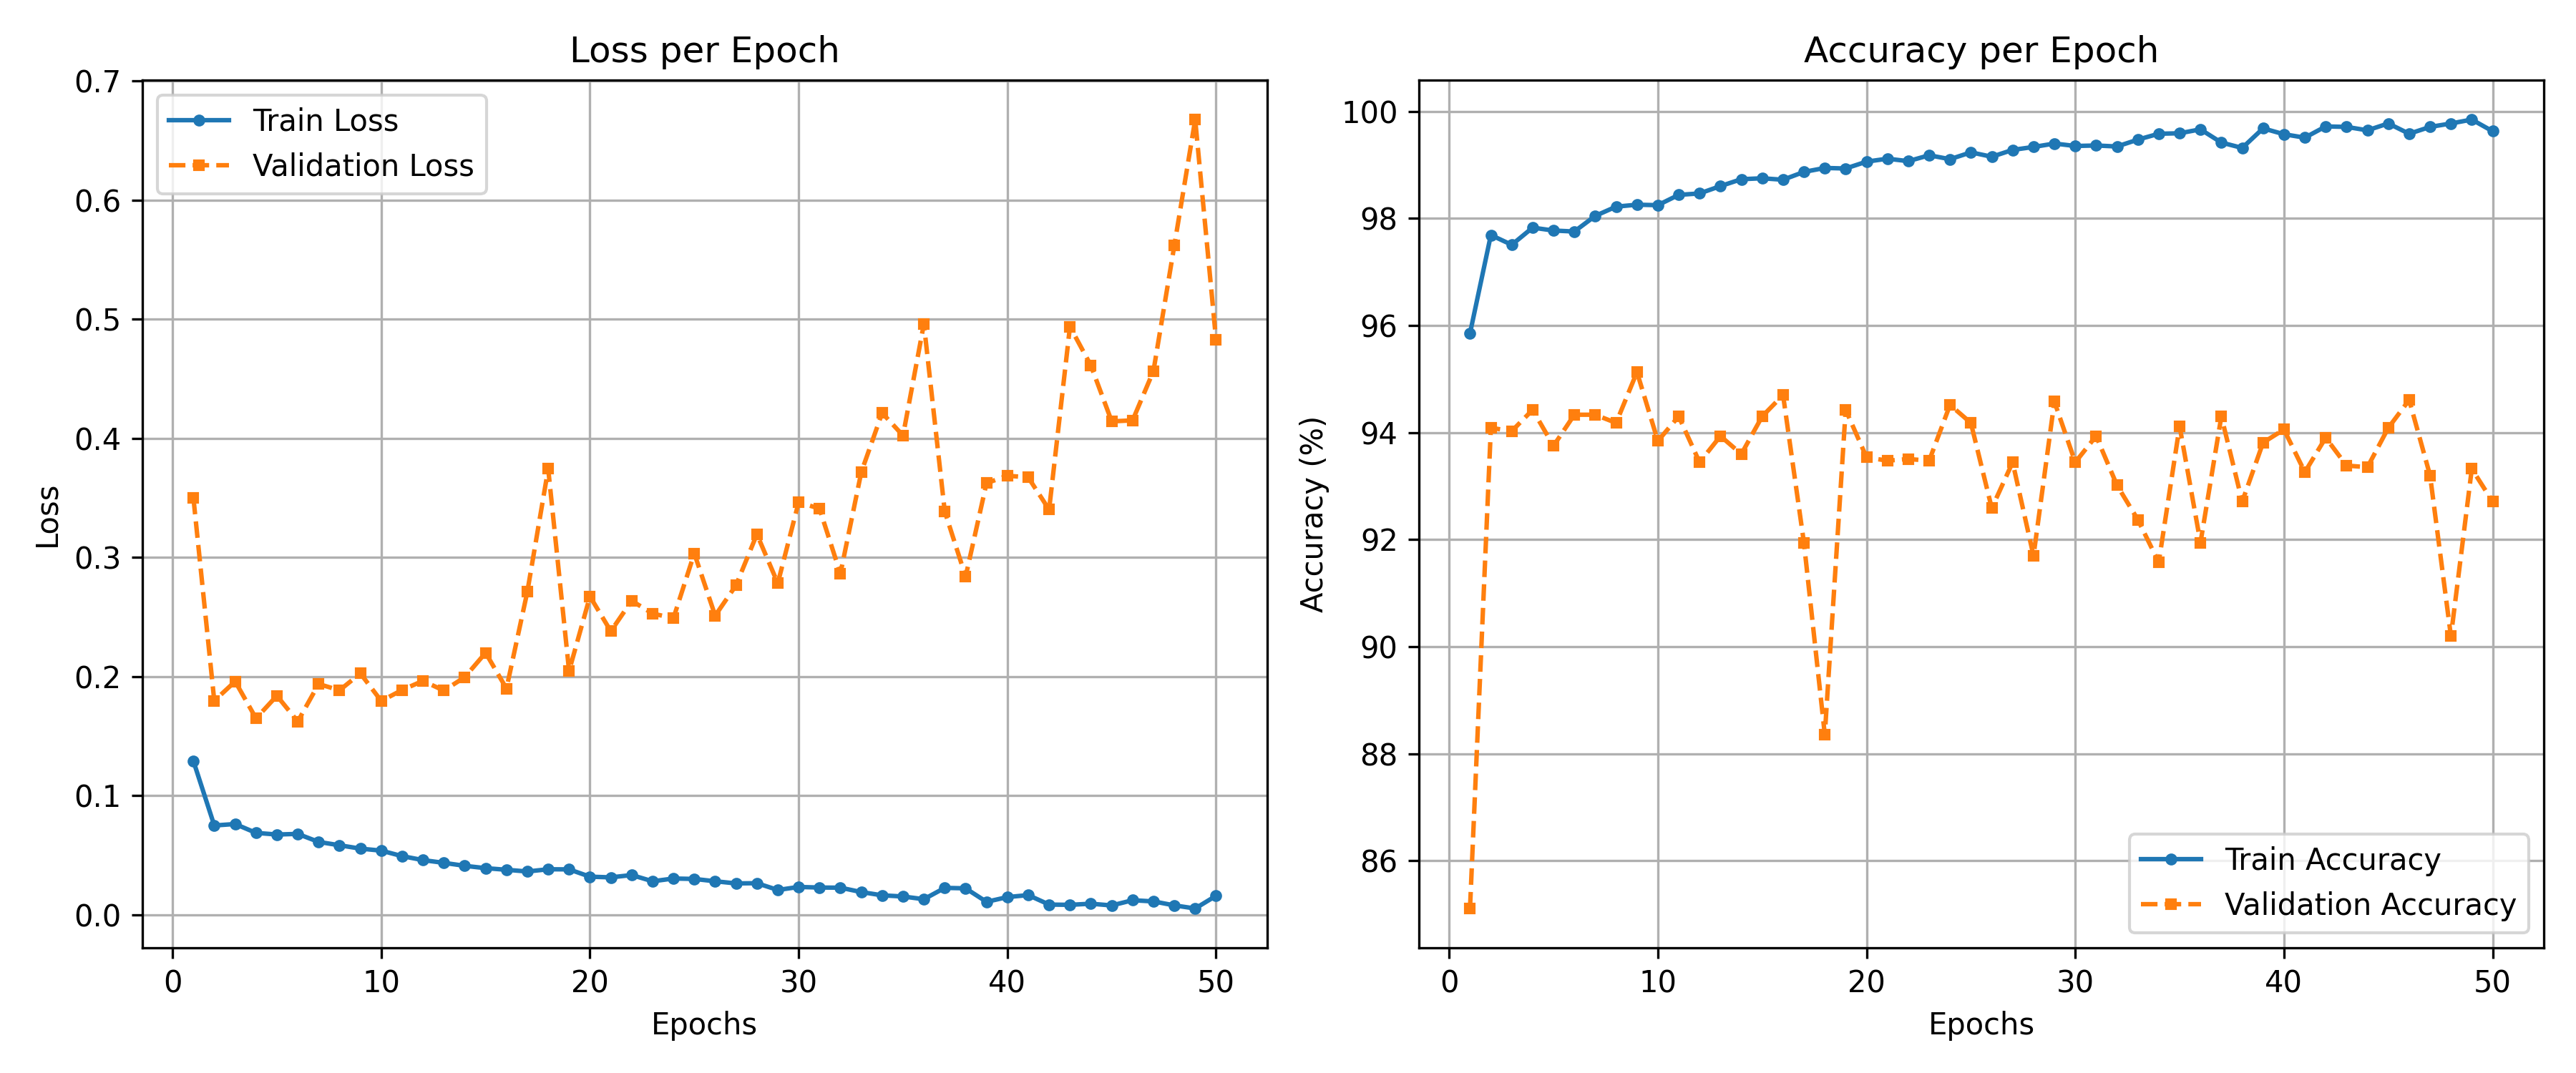 Loss per Epoch
0.7
0.6
0.5
0.4
0.3
0.2
0.1
0.0
Loss
Train Loss
Validation Loss
0 10 20 30 40 50
Epochs
Accuracy per Epoch
100
98
96
94
92
90
88
86
Accuracy (%)
Train Accuracy
Validation Accuracy
0 10 20 30 40 50
Epochs